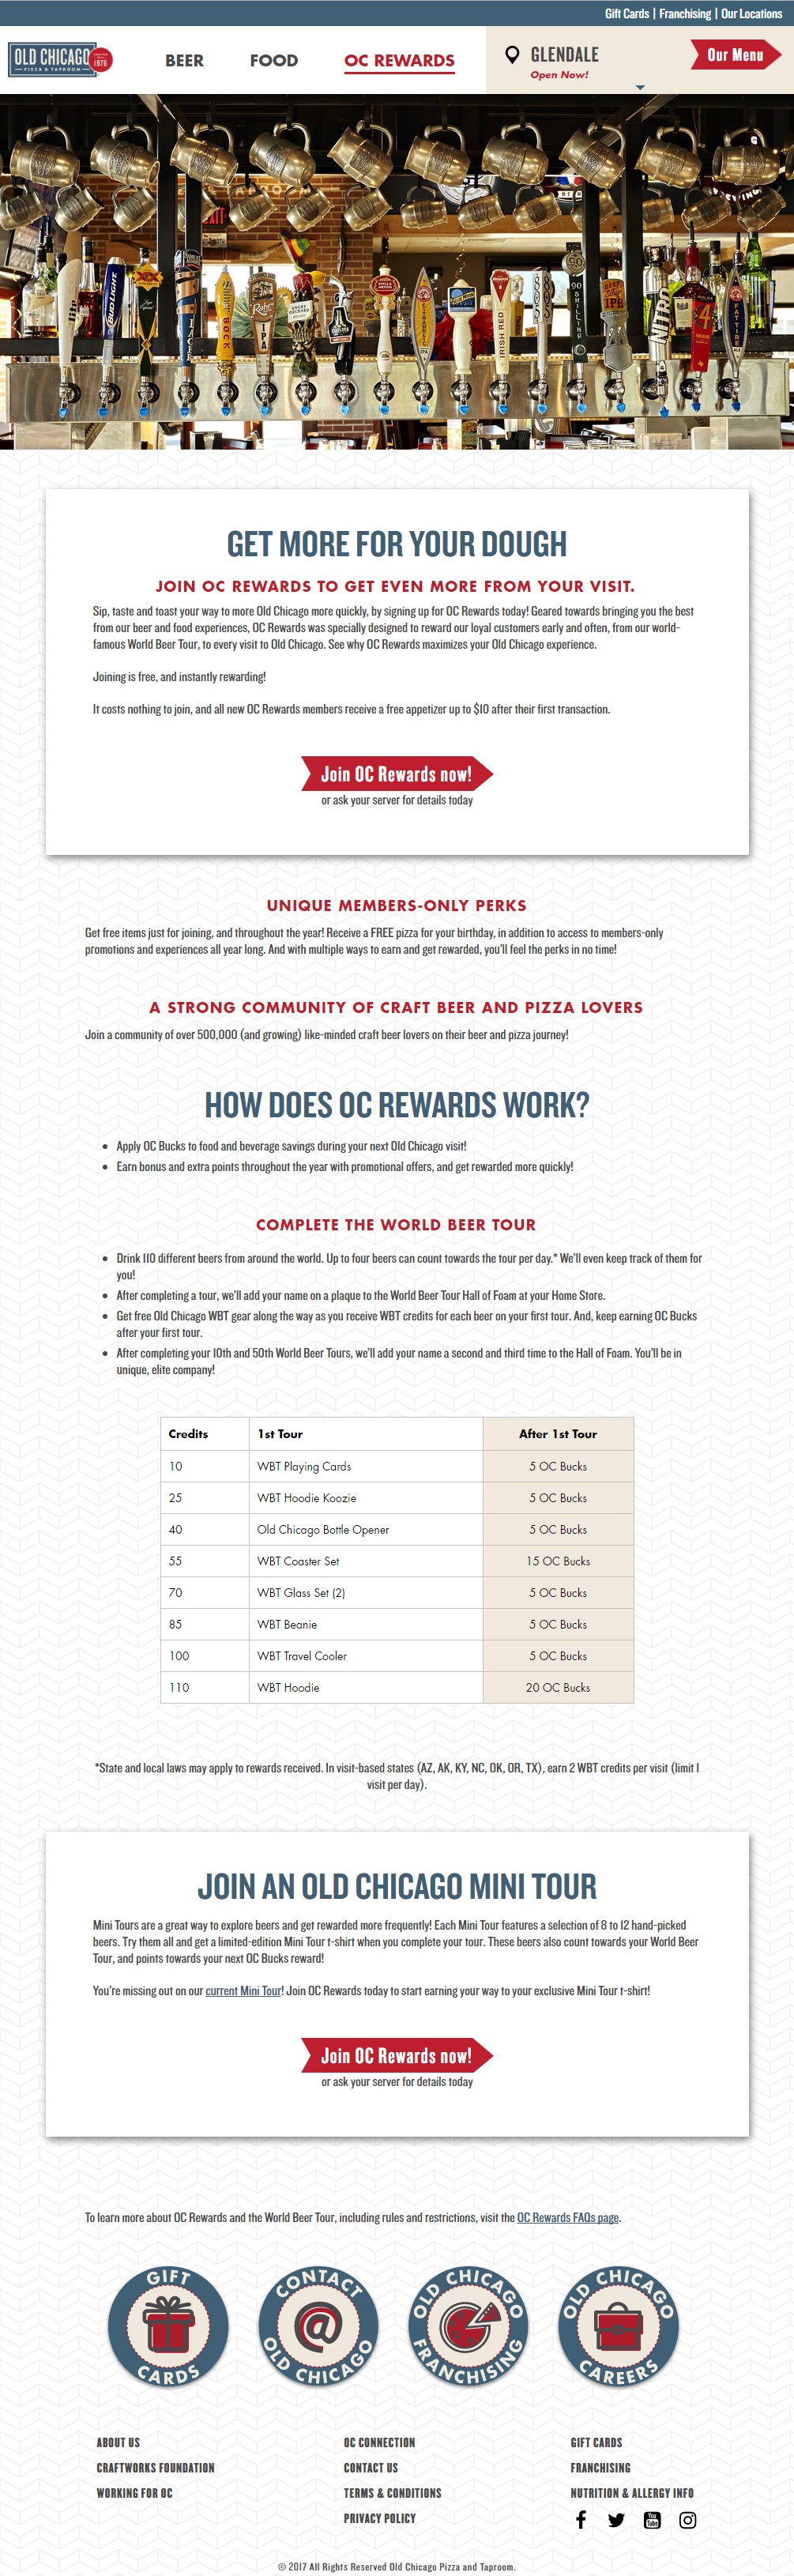 Gift Cards | Franchising | Our Locations
OLD CHICAGO
PIZZA & TAPROOM
1976
BEER
FOOD
OC REWARDS
GLENDALE
Open Now!
Our Menu
GET MORE FOR YOUR DOUGH
JOIN OC REWARDS TO GET EVEN MORE FROM YOUR VISIT.
Sip, taste and toast your way to more Old Chicago more quickly, by signing up for OC Rewards today! Geared towards bringing you the best
from our beer and food experiences, OC Rewards was specially designed to reward our loyal customers early and often, from our world-
famous World Beer Tour, to every visit to Old Chicago. See why OC Rewards maximizes your Old Chicago experience.
Joining is free, and instantly rewarding!
It costs nothing to join, and all new OC Rewards members receive a free appetizer up to $10 after their first transaction.
Join OC Rewards now!
or ask your server for details today
UNIQUE MEMBERS-ONLY PERKS
Get free items just for joining, and throughout the year! Receive a FREE pizza for your birthday, in addition to access to members-only
promotions and experiences all year long. And with multiple ways to earn and get rewarded, you'll feel the perks in no time!
A STRONG COMMUNITY OF CRAFT BEER AND PIZZA LOVERS
Join a community of over 500,000 (and growing) like-minded craft beer lovers on their beer and pizza journey!
HOW DOES OC REWARDS WORK?
Apply OC Bucks to food and beverage savings during your next Old Chicago visit!
Earn bonus and extra points throughout the year with promotional offers, and get rewarded more quickly!
COMPLETE THE WORLD BEER TOUR
Drink 110 different beers from around the world. Up to four beers can count towards the tour per day.* We'll even keep track of them for
you!
After completing a tour, we'll add your name on a plaque to the World Beer Tour Hall of Foam at your Home Store.
Get free Old Chicago WBT gear along the way as you receive WBT credits for each beer on your first tour. And, keep earning OC Bucks
after your first tour.
After completing your 10th and 50th World Beer Tours, we'll add your name a second and third time to the Hall of Foam. You'll be in
unique, elite company!
Credits 1st Tour After 1st Tour
10 WBT Playing Cards 5 OC Bucks
25 WBT Hoodie Koozie 5 OC Bucks
40 Old Chicago Bottle Opener 5 OC Bucks
55 WBT Coaster Set 15 OC Bucks
70 WBT Glass Set (2) 5 OC Bucks
85 WBT Beanie 5 OC Bucks
100 WBT Travel Cooler 5 OC Bucks
110 WBT Hoodie 20 OC Bucks
*State and local laws may apply to rewards received. In visit-based states (AZ, AK, KY, NC, OK, OR, TX), earn 2 WBT credits per visit (limit 1
visit per day).
JOIN AN OLD CHICAGO MINI TOUR
Mini Tours are a great way to explore beers and get rewarded more frequently! Each Mini Tour features a selection of 8 to 12 hand-picked
beers. Try them all and get a limited-edition Mini Tour t-shirt when you complete your tour. These beers also count towards your World Beer
Tour, and points towards your next OC Bucks reward!
You're missing out on our current Mini Tour! Join OC Rewards today to start earning your way to your exclusive Mini Tour t-shirt!
Join OC Rewards now!
or ask your server for details today
To learn more about OC Rewards and the World Beer Tour, including rules and restrictions, visit the OC Rewards FAQs page.
GIFT CARDS
CONTACT OLD CHICAGO
OLD CHICAGO FRANCHISING
OLD CHICAGO CAREERS
ABOUT US
CRAFTWORKS FOUNDATION
WORKING FOR OC
OC CONNECTION
CONTACT US
TERMS & CONDITIONS
PRIVACY POLICY
GIFT CARDS
FRANCHISING
NUTRITION & ALLERGY INFO
You Tube
© 2017 All Rights Reserved Old Chicago Pizza and Taproom.